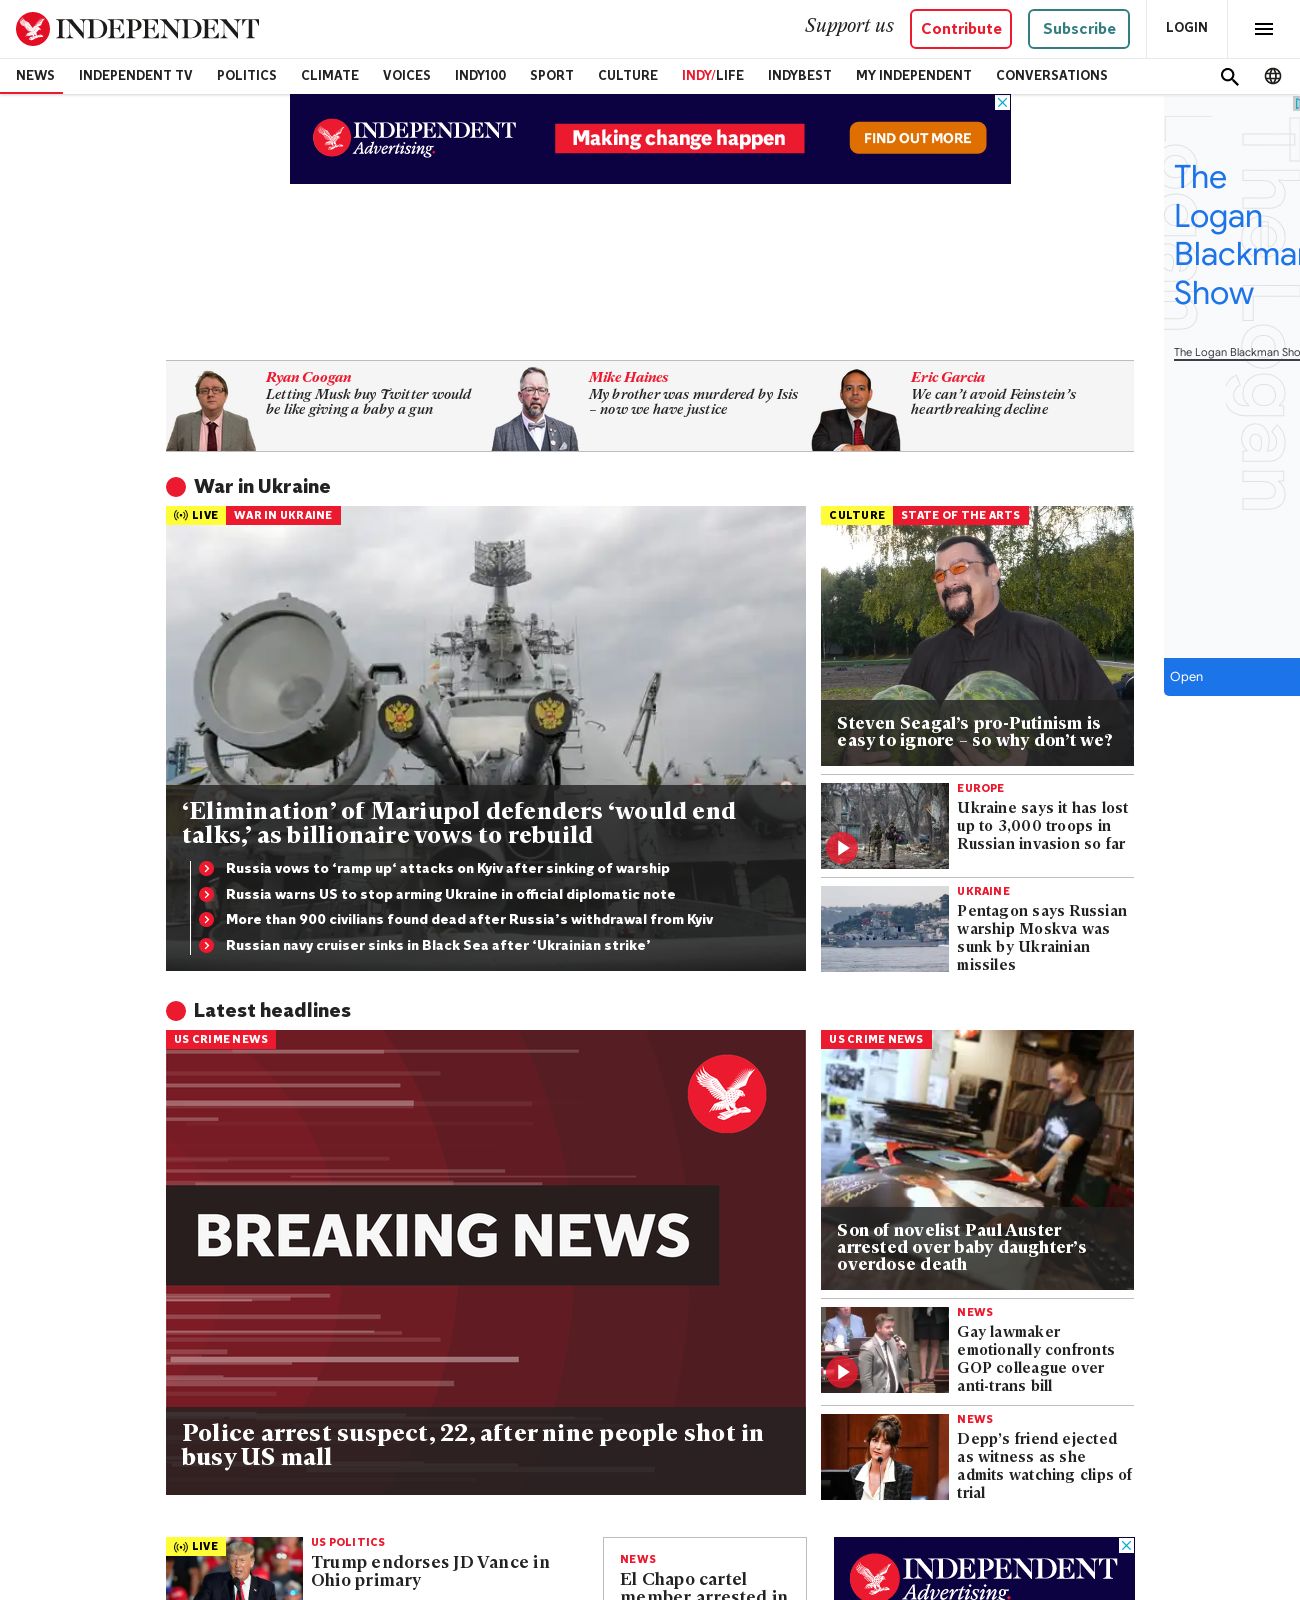 INDEPENDENT
Support us
Contribute
Subscribe
LOGIN
NEWS
INDEPENDENT TV
POLITICS
CLIMATE
VOICES
INDY100
SPORT
CULTURE
INDY/LIFE
INDYBEST
MY INDEPENDENT
CONVERSATIONS
INDEPENDENT
Advertising.
Making change happen
FIND OUT MORE
The
Logan
Blackman
Show
The Logan Blackman Sho
Open
Ryan Coogan
Letting Musk buy Twitter would
be like giving a baby a gun
Mike Haines
My brother was murdered by Isis
– now we have justice
Eric Garcia
We can’t avoid Feinstein’s
heartbreaking decline
War in Ukraine
LIVE
WAR IN UKRAINE
‘Elimination’ of Mariupol defenders ‘would end
talks,’ as billionaire vows to rebuild
Russia vows to ‘ramp up‘ attacks on Kyiv after sinking of warship
Russia warns US to stop arming Ukraine in official diplomatic note
More than 900 civilians found dead after Russia’s withdrawal from Kyiv
Russian navy cruiser sinks in Black Sea after ‘Ukrainian strike’
CULTURE
STATE OF THE ARTS
Steven Seagal’s pro-Putinism is
easy to ignore – so why don’t we?
EUROPE
Ukraine says it has lost
up to 3,000 troops in
Russian invasion so far
UKRAINE
Pentagon says Russian
warship Moskva was
sunk by Ukrainian
missiles
Latest headlines
US CRIME NEWS
BREAKING NEWS
Police arrest suspect, 22, after nine people shot in
busy US mall
US CRIME NEWS
Son of novelist Paul Auster
arrested over baby daughter’s
overdose death
NEWS
Gay lawmaker
emotionally confronts
GOP colleague over
anti-trans bill
NEWS
Depp’s friend ejected
as witness as she
admits watching clips of
trial
LIVE
US POLITICS
Trump endorses JD Vance in
Ohio primary
NEWS
El Chapo cartel
member arrested in
INDEPENDENT
Advertising.